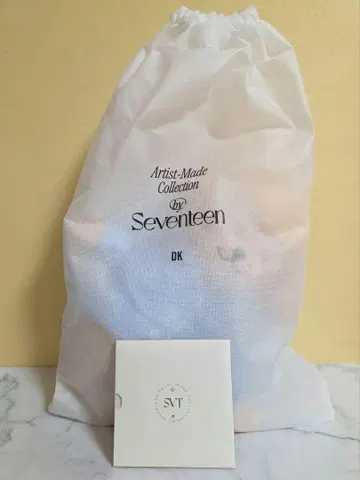 Artist-Made
Collection
by
Seventeen
DK
SVT